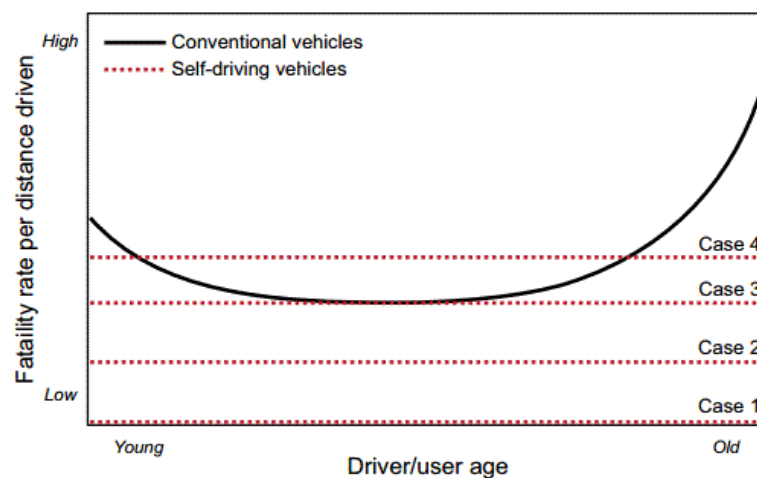 High
Conventional vehicles
Self-driving vehicles
Fataility rate per distance driven
Case 4
Case 3
Case 2
Low
Case 1
Young
Old
Driver/user age